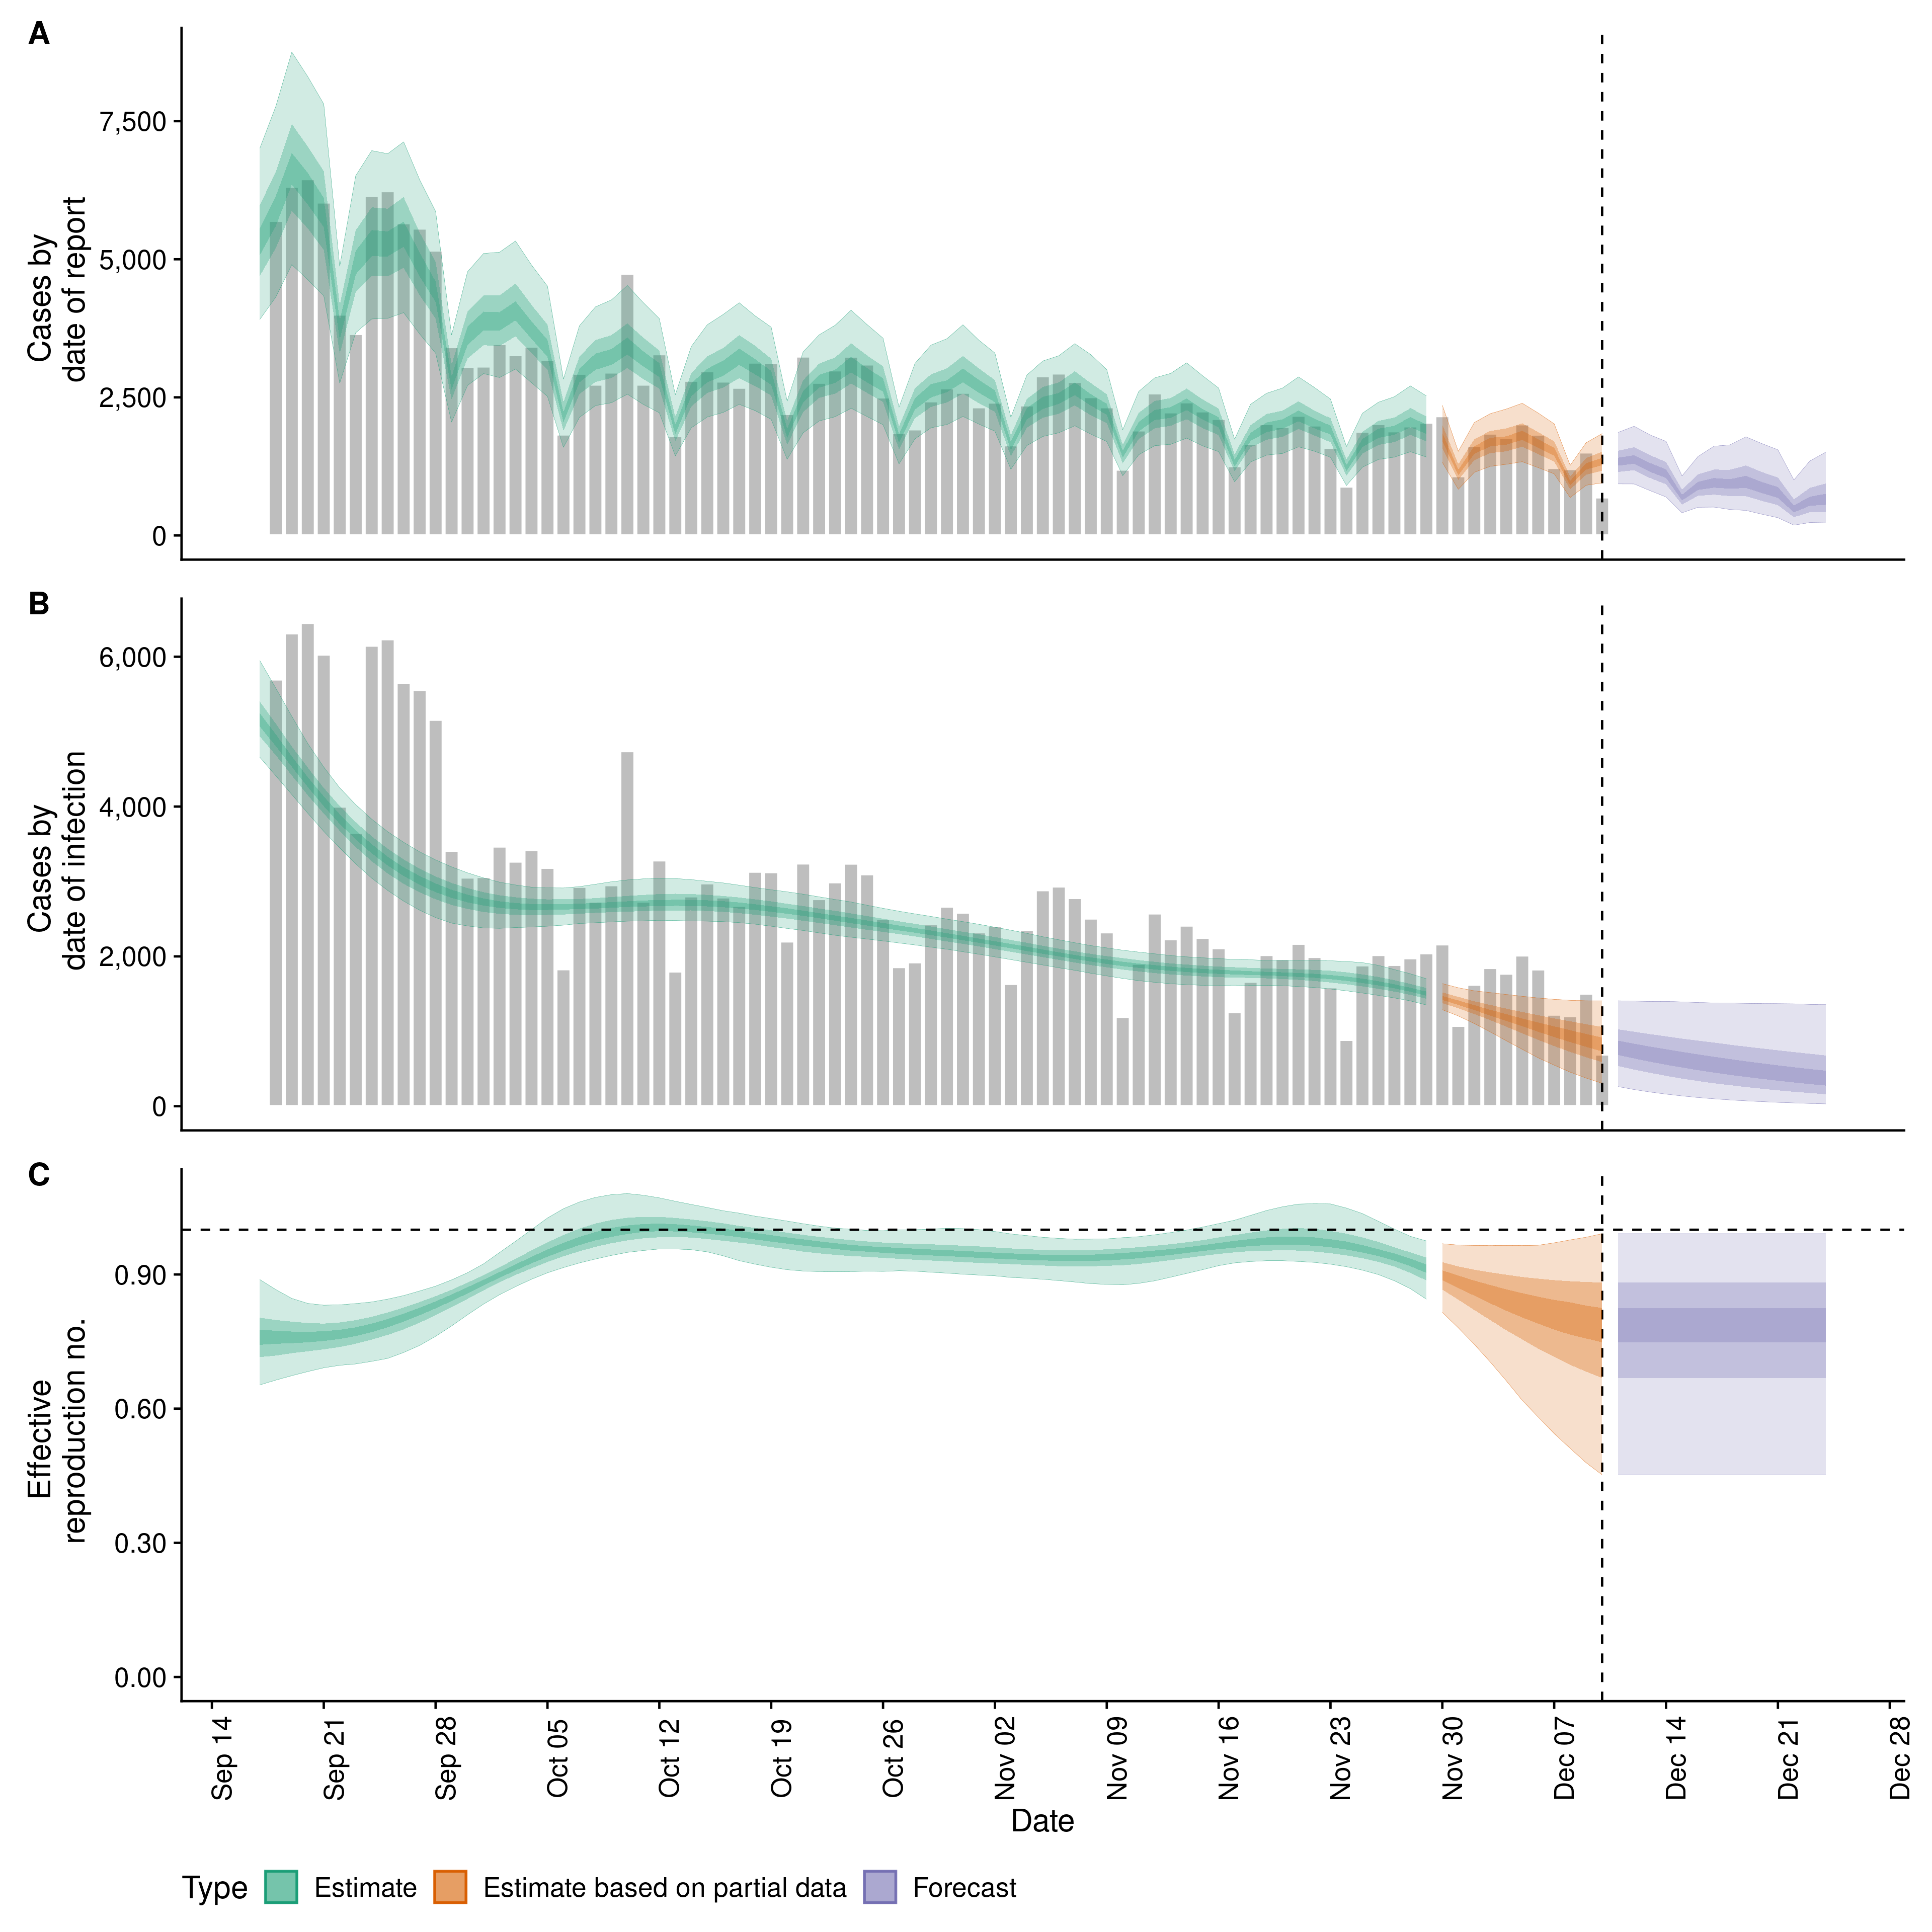 A
Cases by
date of report
7,500
5,000
2,500
0
B
Cases by
date of infection
6,000
4,000
2,000
0
C
Effective
reproduction no.
0.90
0.60
0.30
0.00
Sep 14
Sep 21
Sep 28
Oct 05
Oct 12
Oct 19
Oct 26
Nov 02
Nov 09
Nov 16
Nov 23
Nov 30
Dec 07
Dec 14
Dec 21
Dec 28
Date
Type Estimate Estimate based on partial data Forecast